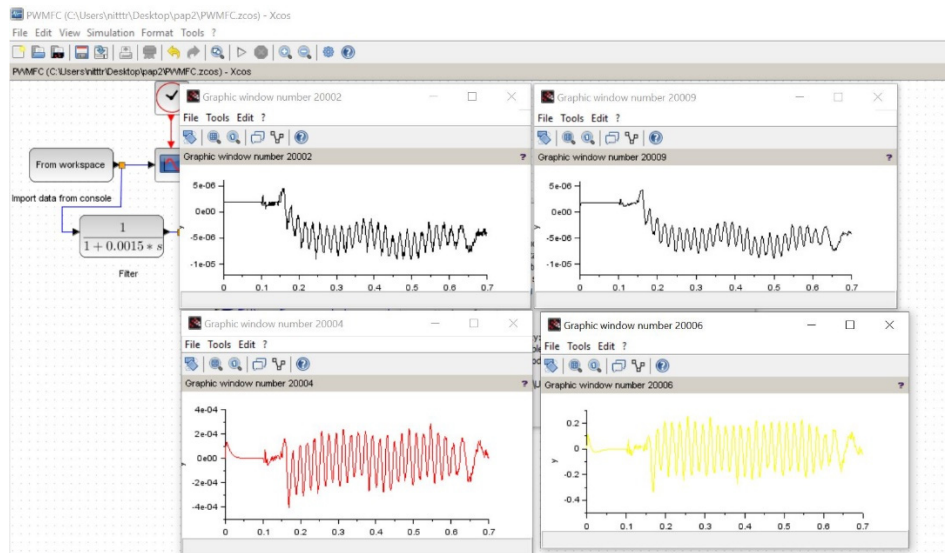 PWMFC (C:\Users\nitttr\Desktop\pap2\PWMFC.zcos) - Xcos
File Edit View Simulation Format Tools ?
PWMFC (C:\Users\nitttr\Desktop\pap2\PWMFC.zcos) - Xcos
From workspace
Import data from console
1
1 + 0.0015 * s
Filter
Graphic window number 20002
File Tools Edit ?
Graphic window number 20002 ?
5e-06
0e00
y
-5e-06
-1e-05
0 0.1 0.2 0.3 0.4 0.5 0.6 0.7
Graphic window number 20009
File Tools Edit ?
Graphic window number 20009 ?
5e-06
0e00
y
-5e-06
-1e-05
0 0.1 0.2 0.3 0.4 0.5 0.6 0.7
Graphic window number 20004
File Tools Edit ?
Graphic window number 20004 ?
4e-04
2e-04
0e00
y
-2e-04
-4e-04
0 0.1 0.2 0.3 0.4 0.5 0.6 0.7
Graphic window number 20006
File Tools Edit ?
Graphic window number 20006 ?
0.2
0
y
-0.2
-0.4
0 0.1 0.2 0.3 0.4 0.5 0.6 0.7